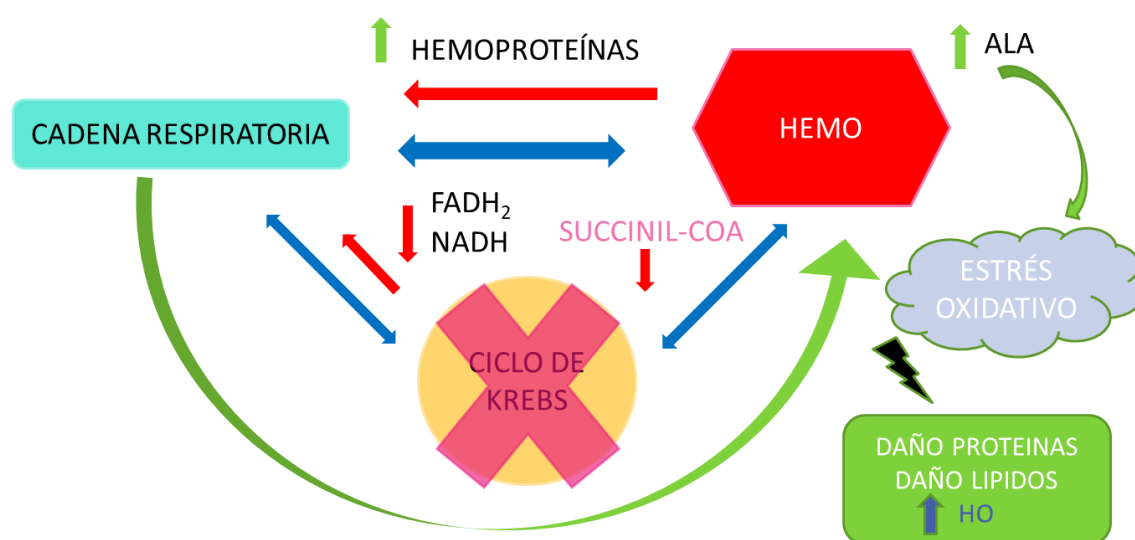 HEMOPROTEÍNAS
ALA
CADENA RESPIRATORIA
HEMO
FADH₂
NADH
SUCCINIL-COA
ESTRÉS
OXIDATIVO
CICLO DE
KREBS
DAÑO PROTEINAS
DAÑO LIPIDOS
HO